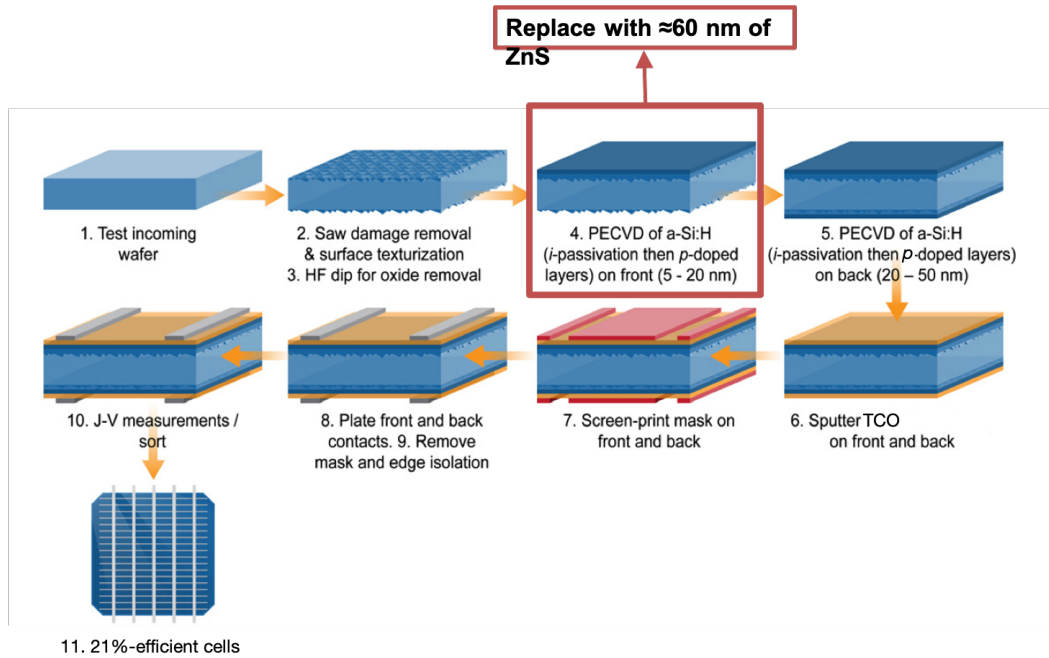 Replace with ≈60 nm of
ZnS
1. Test incoming
wafer
2. Saw damage removal
& surface texturization
3. HF dip for oxide removal
4. PECVD of a-Si:H
(i-passivation then p-doped
layers) on front (5 - 20 nm)
5. PECVD of a-Si:H
(i-passivation then p-doped layers)
on back (20 – 50 nm)
10. J-V measurements /
sort
8. Plate front and back
contacts. 9. Remove
mask and edge isolation
7. Screen-print mask on
front and back
6. Sputter TCO
on front and back
11. 21%-efficient cells